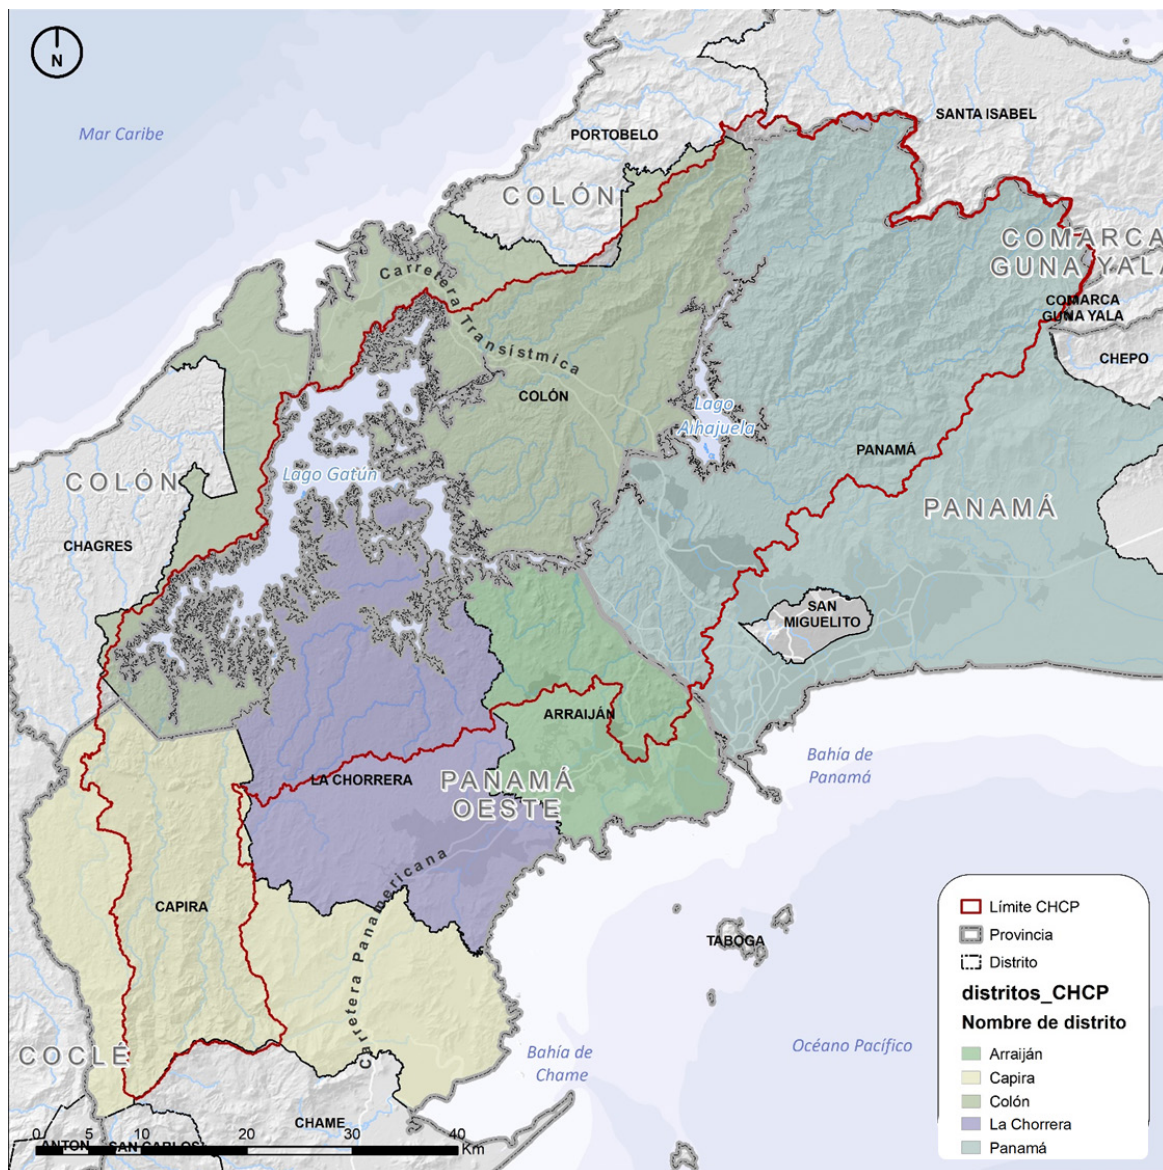 N
Mar Caribe
PORTOBELO
SANTA ISABEL
COLÓN
COMARCA
GUNA YALA
Carretera Transístmica
COMARCA
GUNA YALA
CHEPO
COLÓN
Lago
Alhajuela
PANAMÁ
Lago Gatún
COLÓN
PANAMÁ
CHAGRES
SAN
MIGUELITO
ARRAIJÁN
Bahía de
Panamá
LA CHORRERA
PANAMÁ
OESTE
Carretera Panamericana
CAPIRA
TABOGA
COCLÉ
Bahía de
Chame
Océano Pacífico
CHAME
ANTON
SAN CARLOS
0 5 10 20 30 40
Km
Límite CHCP
Provincia
Distrito
distritos_CHCP
Nombre de distrito
Arraiján
Capira
Colón
La Chorrera
Panamá